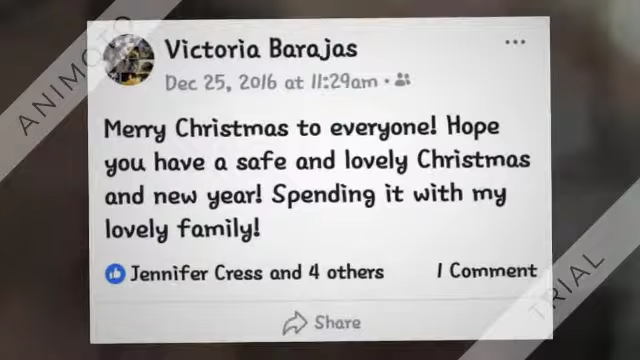 ANIMOTO
Victoria Barajas
Dec 25, 2016 at 11:29am
Merry Christmas to everyone! Hope
you have a safe and lovely Christmas
and new year! Spending it with my
lovely family!
Jennifer Cress and 4 others 1 Comment
Share
TRIAL